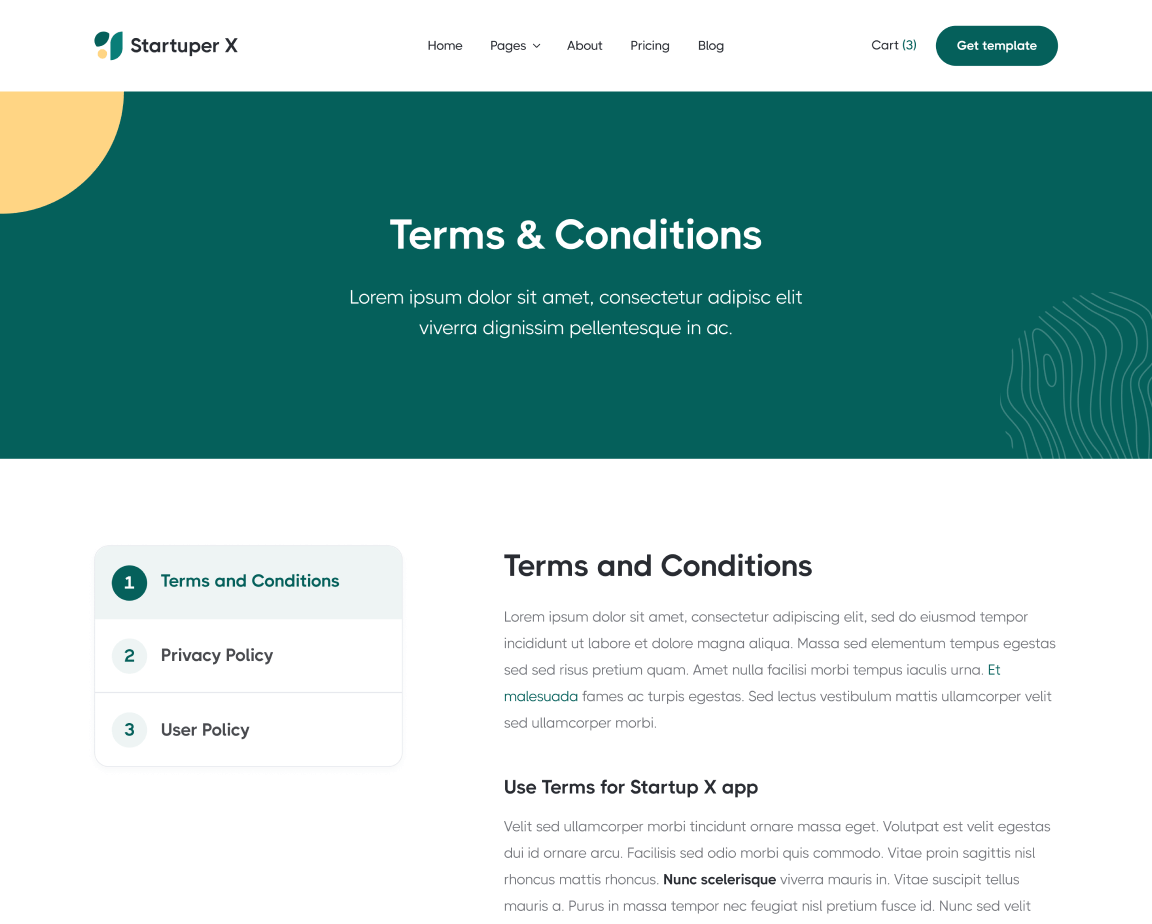 Startuper X
Home
Pages
About
Pricing
Blog
Cart (3)
Get template
Terms & Conditions
Lorem ipsum dolor sit amet, consectetur adipisc elit
viverra dignissim pellentesque in ac.
1
Terms and Conditions
2
Privacy Policy
3
User Policy
Terms and Conditions
Lorem ipsum dolor sit amet, consectetur adipiscing elit, sed do eiusmod tempor
incididunt ut labore et dolore magna aliqua. Massa sed elementum tempus egestas
sed sed risus pretium quam. Amet nulla facilisi morbi tempus iaculis urna. Et
malesuada fames ac turpis egestas. Sed lectus vestibulum mattis ullamcorper velit
sed ullamcorper morbi.
Use Terms for Startup X app
Velit sed ullamcorper morbi tincidunt ornare massa eget. Volutpat est velit egestas
dui id ornare arcu. Facilisis sed odio morbi quis commodo. Vitae proin sagittis nisl
rhoncus mattis rhoncus. Nunc scelerisque viverra mauris in. Vitae suscipit tellus
mauris a. Purus in massa tempor nec feugiat nisl pretium fusce id. Nunc sed velit